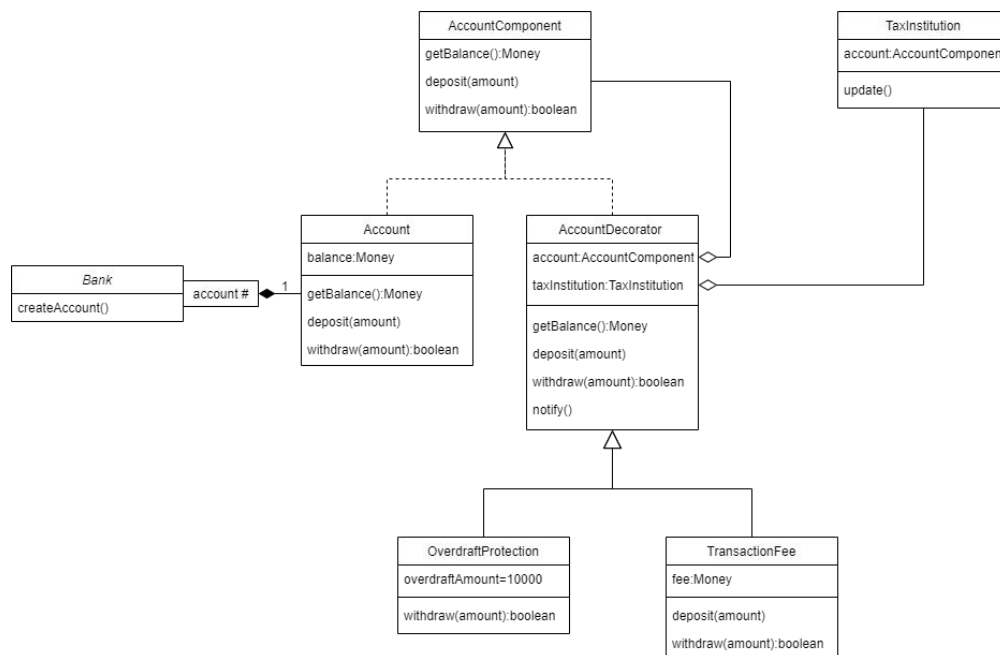 AccountComponent
getBalance():Money
deposit(amount)
withdraw(amount):boolean
TaxInstitution
account:AccountComponent
update()
Account
balance:Money
getBalance():Money
deposit(amount)
withdraw(amount):boolean
AccountDecorator
account:AccountComponent
taxInstitution:TaxInstitution
getBalance():Money
deposit(amount)
withdraw(amount):boolean
notify()
Bank
createAccount()
account #
1
OverdraftProtection
overdraftAmount=10000
withdraw(amount):boolean
TransactionFee
fee:Money
deposit(amount)
withdraw(amount):boolean